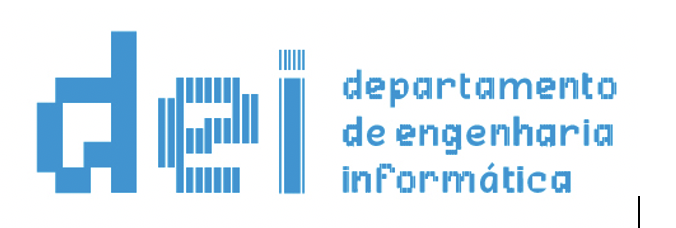 dei
departamento
de engenharia
informática